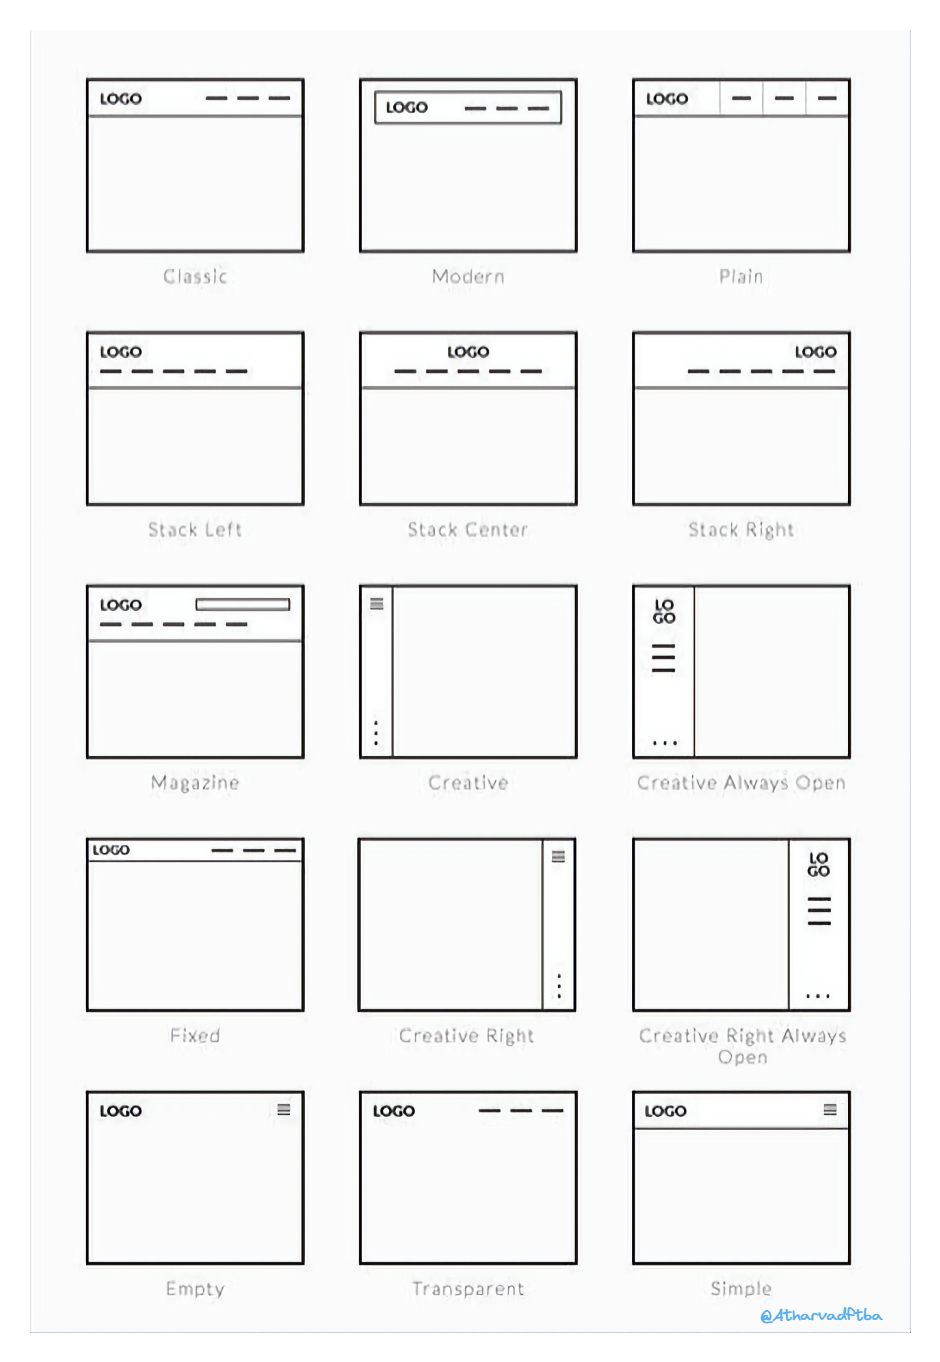 LOGO
LOGO
LOGO
Classic
Modern
Plain
LOGO
LOGO
LOGO
Stack Left
Stack Center
Stack Right
LOGO
LO
GO
Magazine
Creative
Creative Always Open
LOGO
LO
GO
Fixed
Creative Right
Creative Right Always
Open
LOGO
LOGO
LOGO
Empty
Transparent
Simple